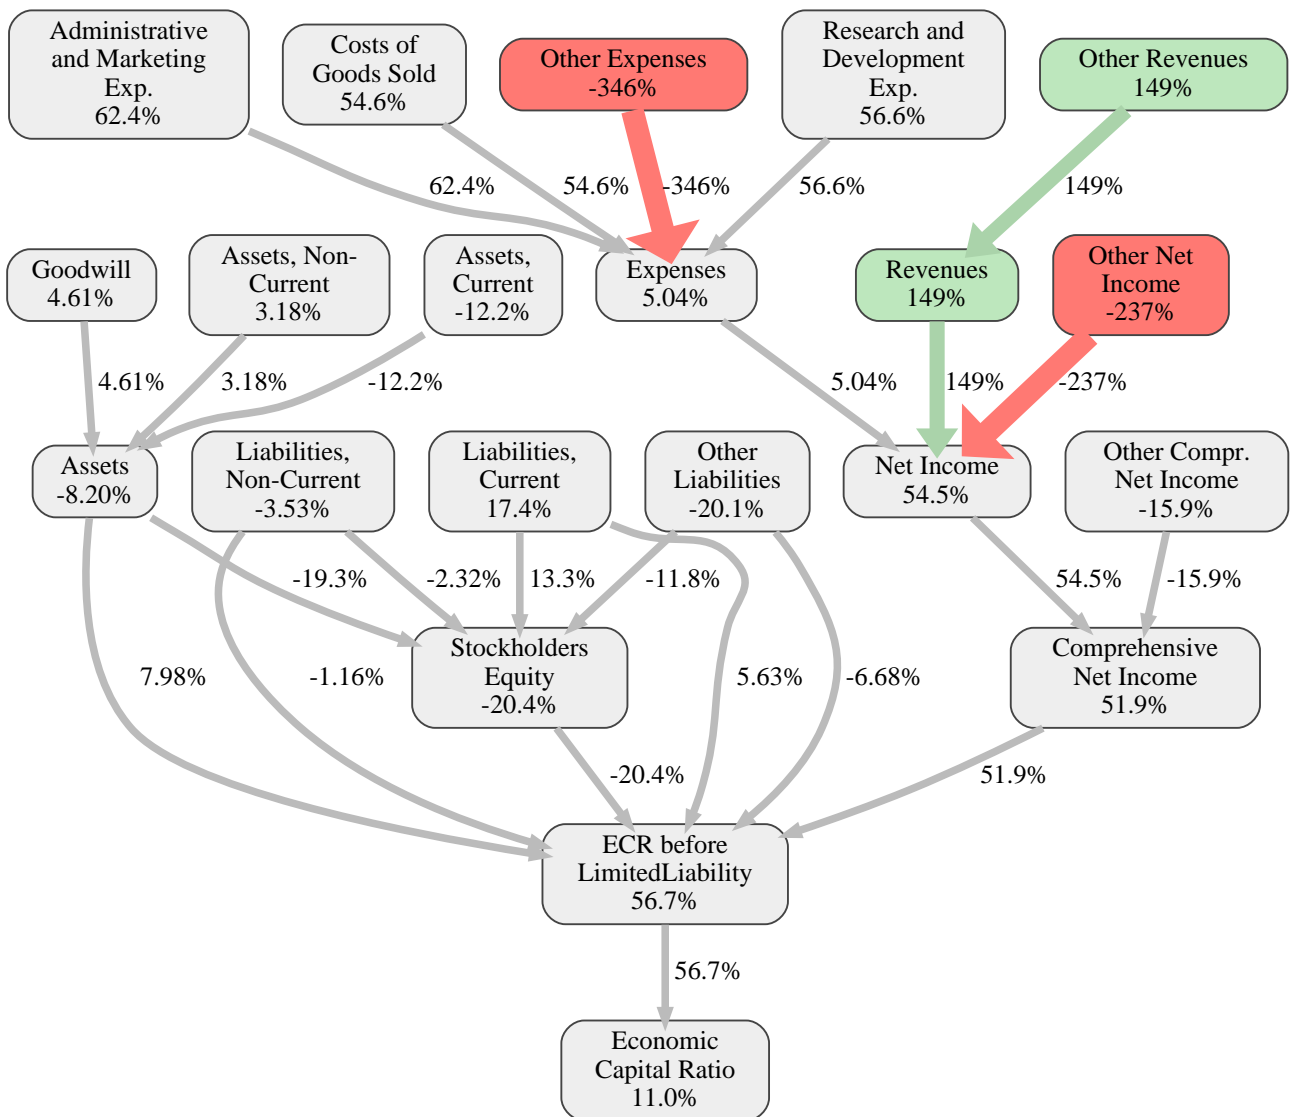 Administrative
and Marketing
Exp.
62.4%
Costs of
Goods Sold
54.6%
Other Expenses
-346%
Research and
Development
Exp.
56.6%
Other Revenues
149%
62.4%
54.6%
-346%
56.6%
149%
Goodwill
4.61%
Assets, Non-
Current
3.18%
Assets,
Current
-12.2%
Expenses
5.04%
Revenues
149%
Other Net
Income
-237%
4.61%
3.18%
-12.2%
5.04%
149%
-237%
Assets
-8.20%
Liabilities,
Non-Current
-3.53%
Liabilities,
Current
17.4%
Other
Liabilities
-20.1%
Net Income
54.5%
Other Compr.
Net Income
-15.9%
-19.3%
-2.32%
13.3%
-11.8%
54.5%
-15.9%
7.98%
-1.16%
Stockholders
Equity
-20.4%
5.63%
-6.68%
Comprehensive
Net Income
51.9%
-20.4%
51.9%
ECR before
LimitedLiability
56.7%
56.7%
Economic
Capital Ratio
11.0%